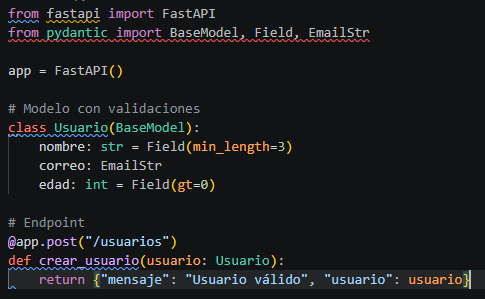 from fastapi import FastAPI
from pydantic import BaseModel, Field, EmailStr
app = FastAPI()
# Modelo con validaciones
class Usuario(BaseModel):
    nombre: str = Field(min_length=3)
    correo: EmailStr
    edad: int = Field(gt=0)
# Endpoint
@app.post("/usuarios")
def crear_usuario(usuario: Usuario):
    return {"mensaje": "Usuario válido", "usuario": usuario}